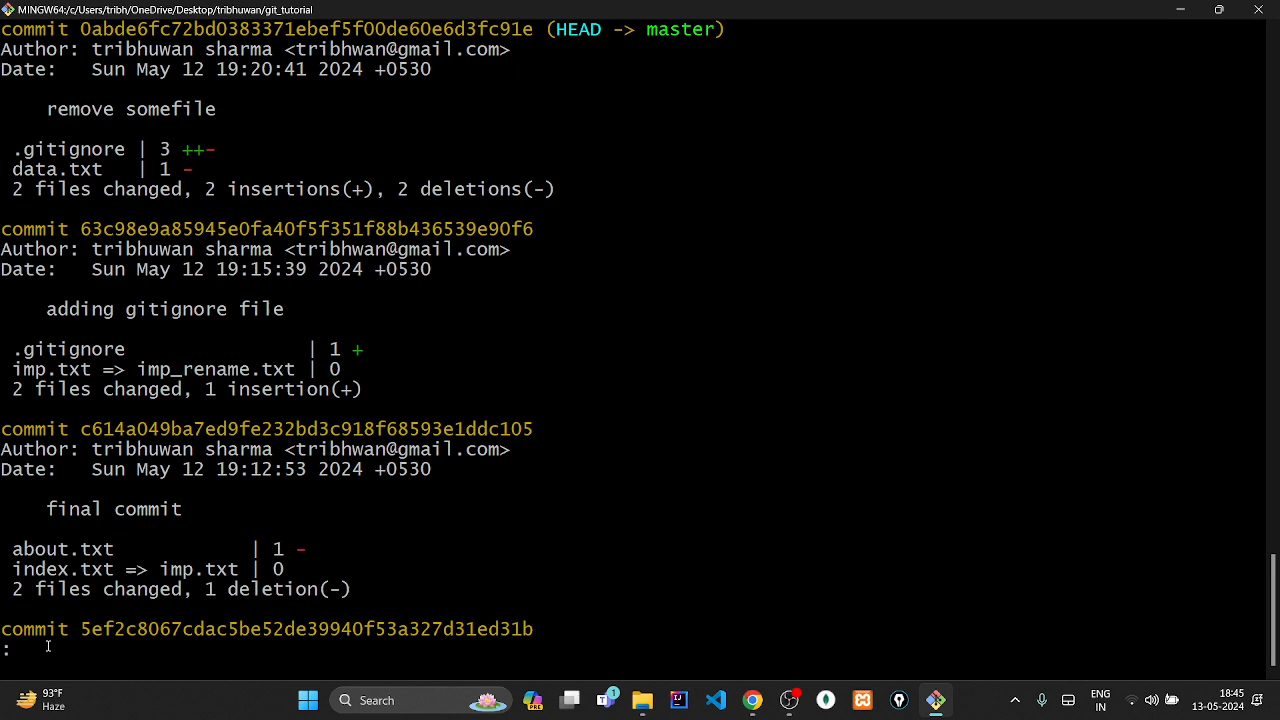 MINGW64:/c/Users/tribh/OneDrive/Desktop/tribhuwan/git_tutorial
commit 0abde6fc72bd0383371ebef5f00de60e6d3fc91e (HEAD -> master)
Author: tribhuwan sharma <tribhwan@gmail.com>
Date:   Sun May 12 19:20:41 2024 +0530
remove somefile
.gitignore | 3 ++-
data.txt   | 1 -
2 files changed, 2 insertions(+), 2 deletions(-)
commit 63c98e9a85945e0fa40f5f351f88b436539e90f6
Author: tribhuwan sharma <tribhwan@gmail.com>
Date:   Sun May 12 19:15:39 2024 +0530
adding gitignore file
.gitignore                | 1 +
imp.txt => imp_rename.txt | 0
2 files changed, 1 insertion(+)
commit c614a049ba7ed9fe232bd3c918f68593e1ddc105
Author: tribhuwan sharma <tribhwan@gmail.com>
Date:   Sun May 12 19:12:53 2024 +0530
final commit
about.txt            | 1 -
index.txt => imp.txt | 0
2 files changed, 1 deletion(-)
commit 5ef2c8067cdac5be52de39940f53a327d31ed31b
:
93°F
Haze
Search
PRE
1
ENG
IN
18:45
13-05-2024